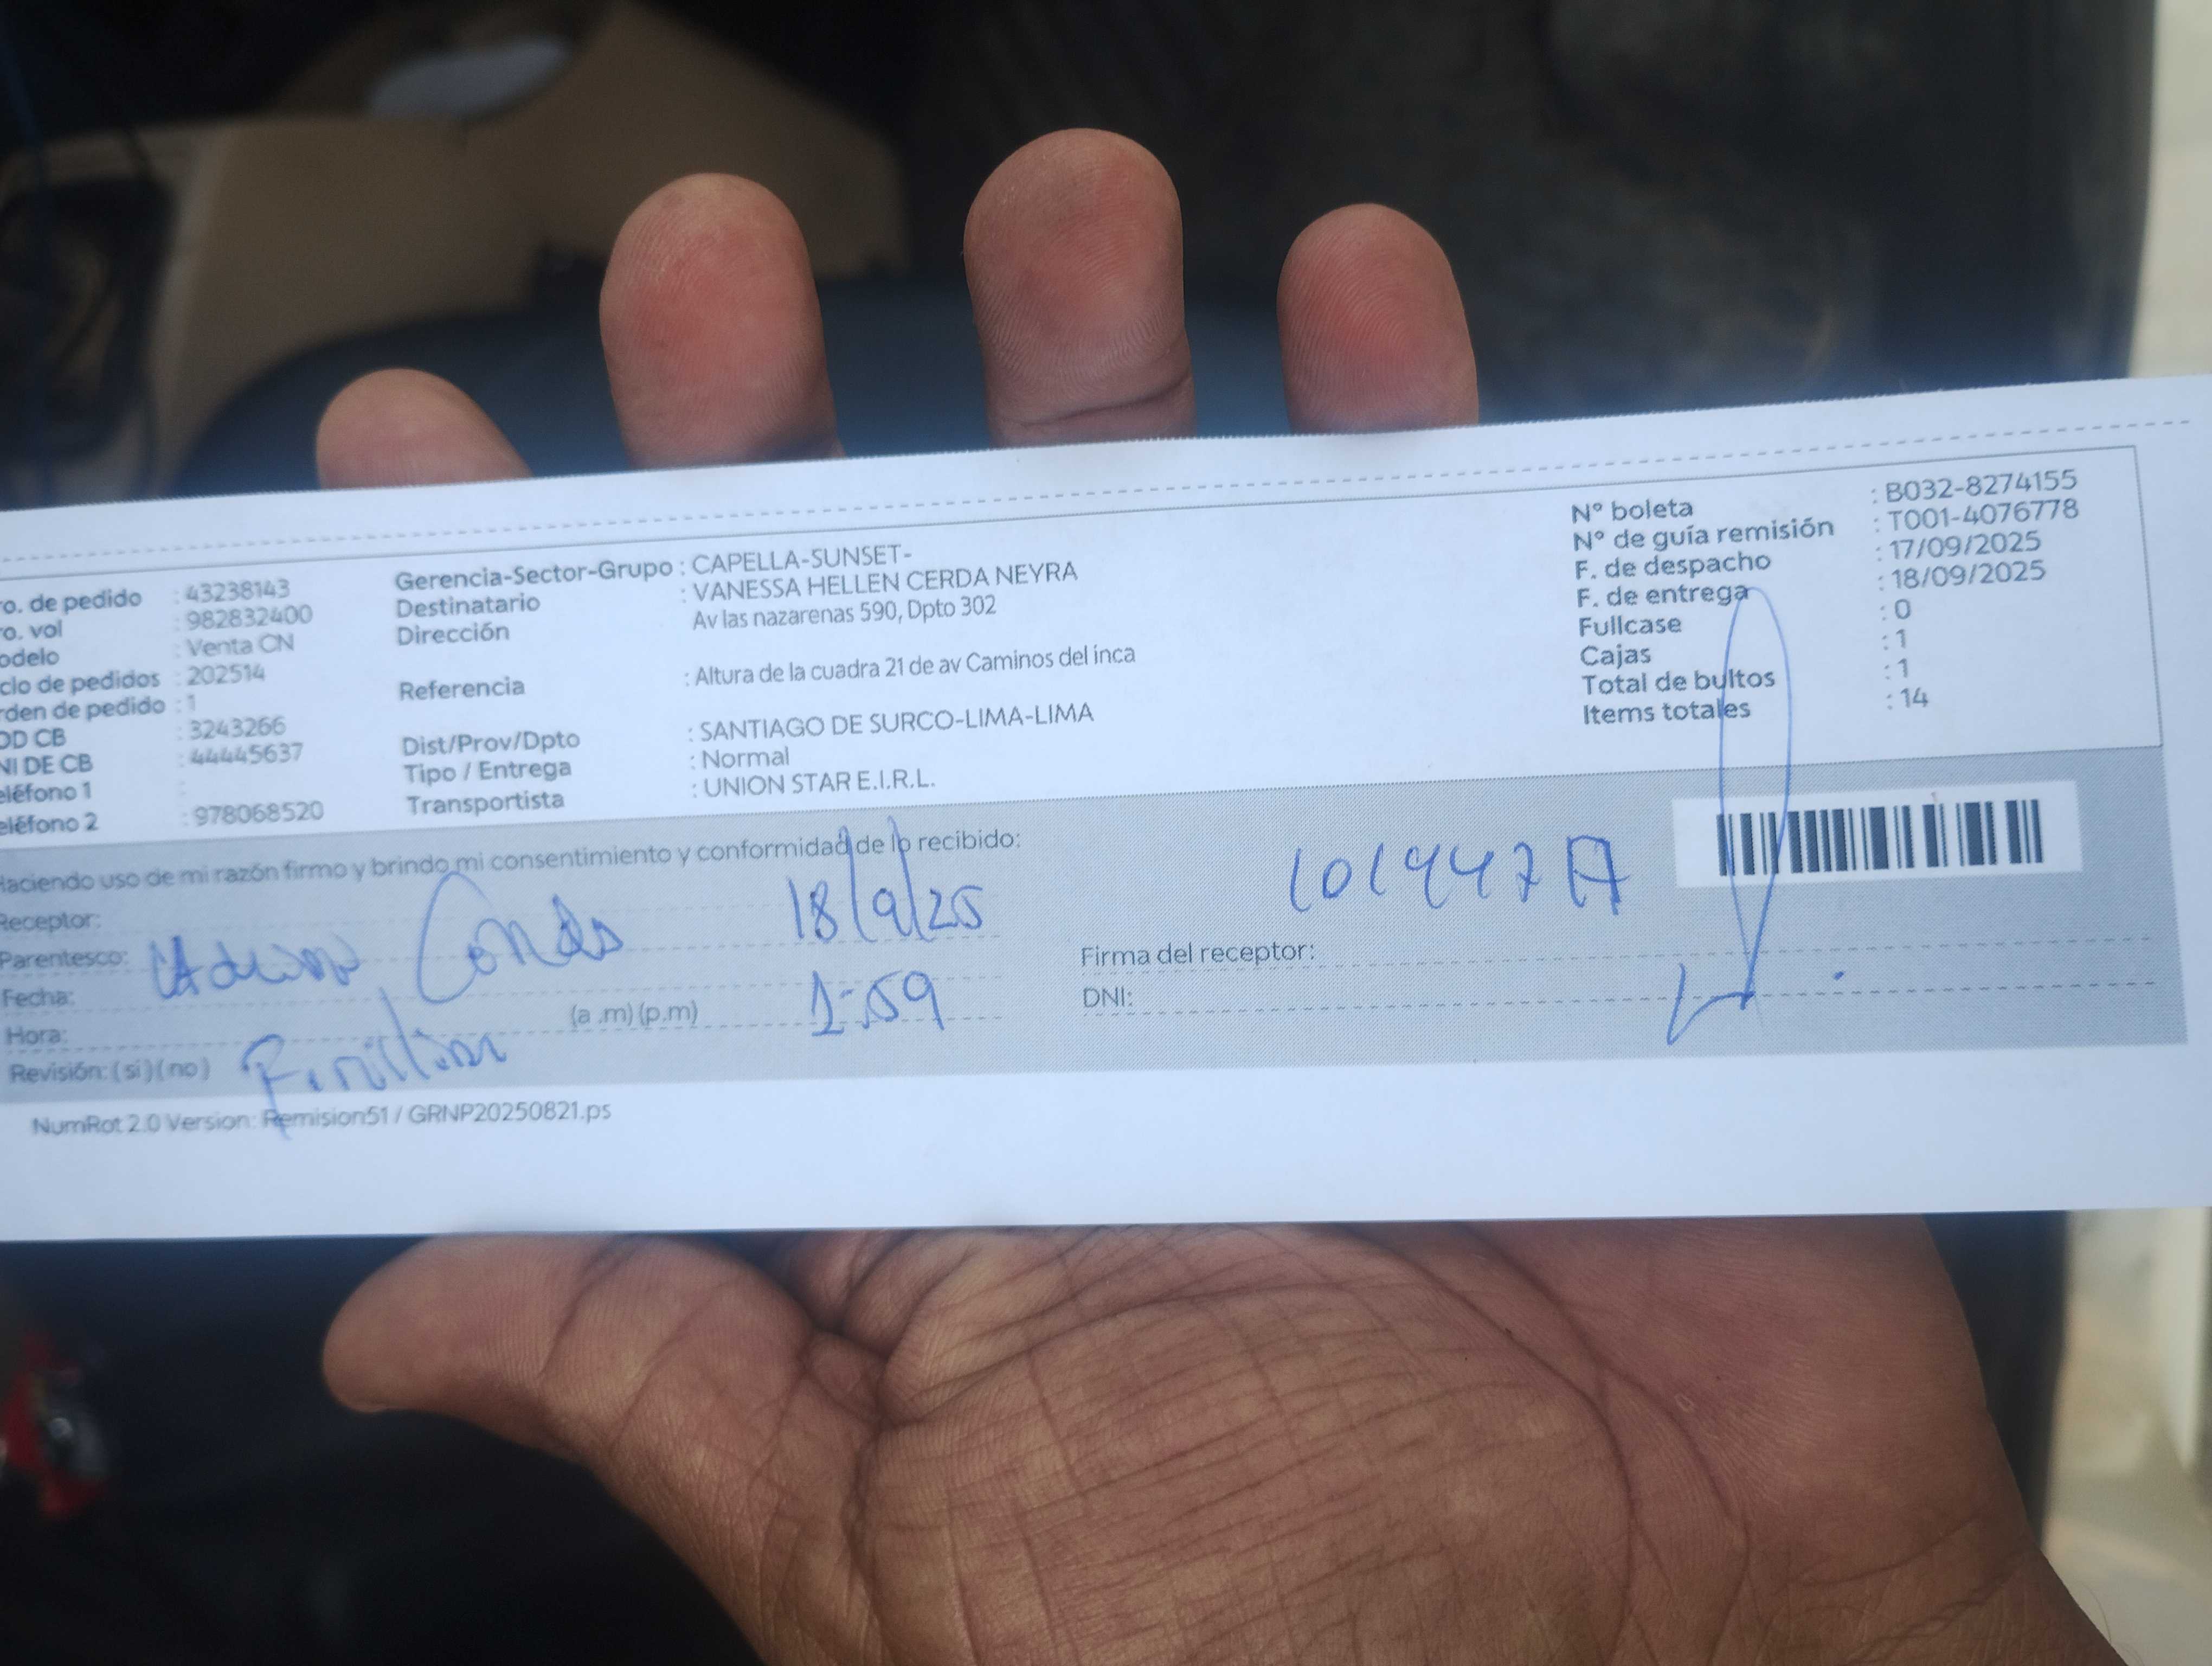 ro. de pedido : 43238143
ro. vol : 982832400
odelo : Venta CN
clo de pedidos : 202514
rden de pedido : 1
OD CB : 3243266
NI DE CB : 44445637
eléfono 1 :
eléfono 2 : 978068520
Gerencia-Sector-Grupo : CAPELLA-SUNSET-
Destinatario : VANESSA HELLEN CERDA NEYRA
Dirección Av las nazarenas 590, Dpto 302
Referencia : Altura de la cuadra 21 de av Caminos del inca
Dist/Prov/Dpto : SANTIAGO DE SURCO-LIMA-LIMA
Tipo / Entrega : Normal
Transportista : UNION STAR E.I.R.L.
N° boleta : B032-8274155
N° de guía remisión : T001-4076778
F. de despacho : 17/09/2025
F. de entrega : 18/09/2025
Fullcase : 0
Cajas : 1
Total de bultos : 1
Items totales : 14
Haciendo uso de mi razón firmo y brindo mi consentimiento y conformidad de lo recibido:
Receptor: 18/9/25
Parentesco:
Fecha:
Hora: (a .m) (p.m) 1:59
Revisión: (si) (no)
Firma del receptor:
DNI:
NumRot 2.0 Version: Remision51 / GRNP20250821.ps